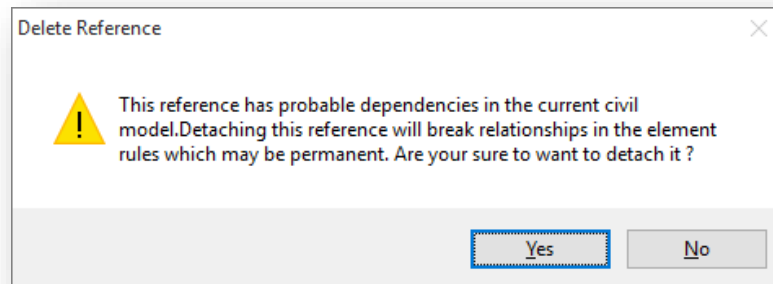 Delete Reference
This reference has probable dependencies in the current civil
model.Detaching this reference will break relationships in the element
rules which may be permanent. Are your sure to want to detach it ?
Yes
No